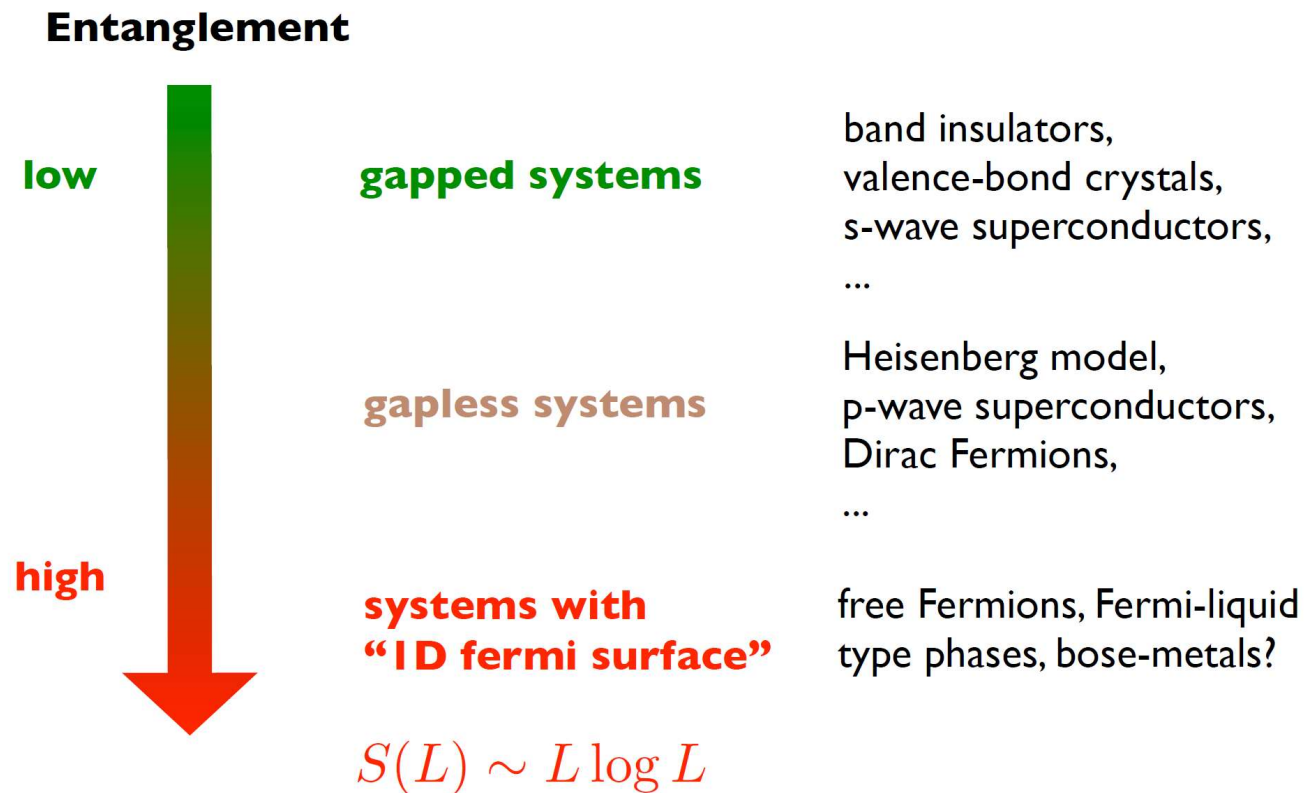 Entanglement
low
gapped systems
band insulators,
valence-bond crystals,
s-wave superconductors,
...
gapless systems
Heisenberg model,
p-wave superconductors,
Dirac Fermions,
...
high
systems with
“1D fermi surface”
free Fermions, Fermi-liquid
type phases, bose-metals?
S(L) ∼ L log L